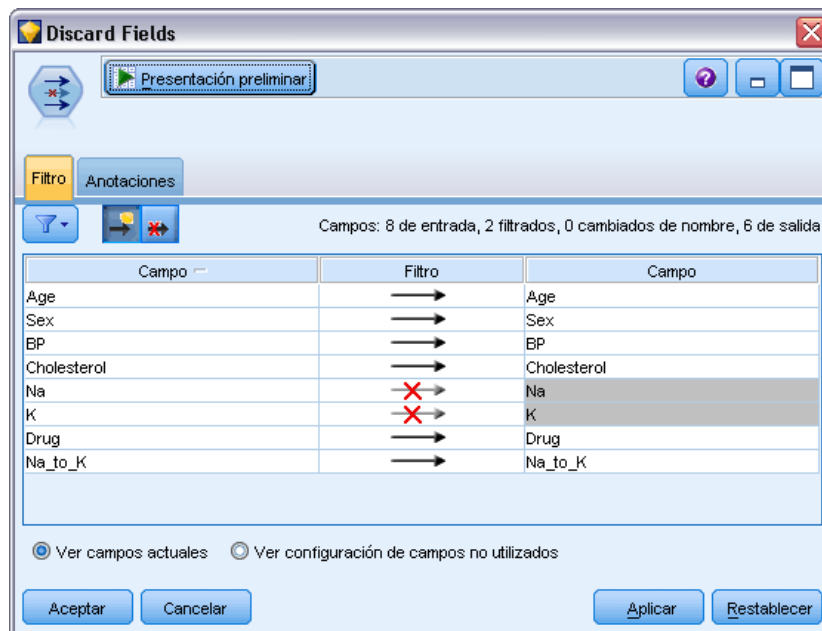 Discard Fields
Presentación preliminar
Filtro Anotaciones
Campos: 8 de entrada, 2 filtrados, 0 cambiados de nombre, 6 de salida
Campo Filtro Campo
Age Age
Sex Sex
BP BP
Cholesterol Cholesterol
Na Na
K K
Drug Drug
Na_to_K Na_to_K
Ver campos actuales Ver configuración de campos no utilizados
Aceptar Cancelar Aplicar Restablecer